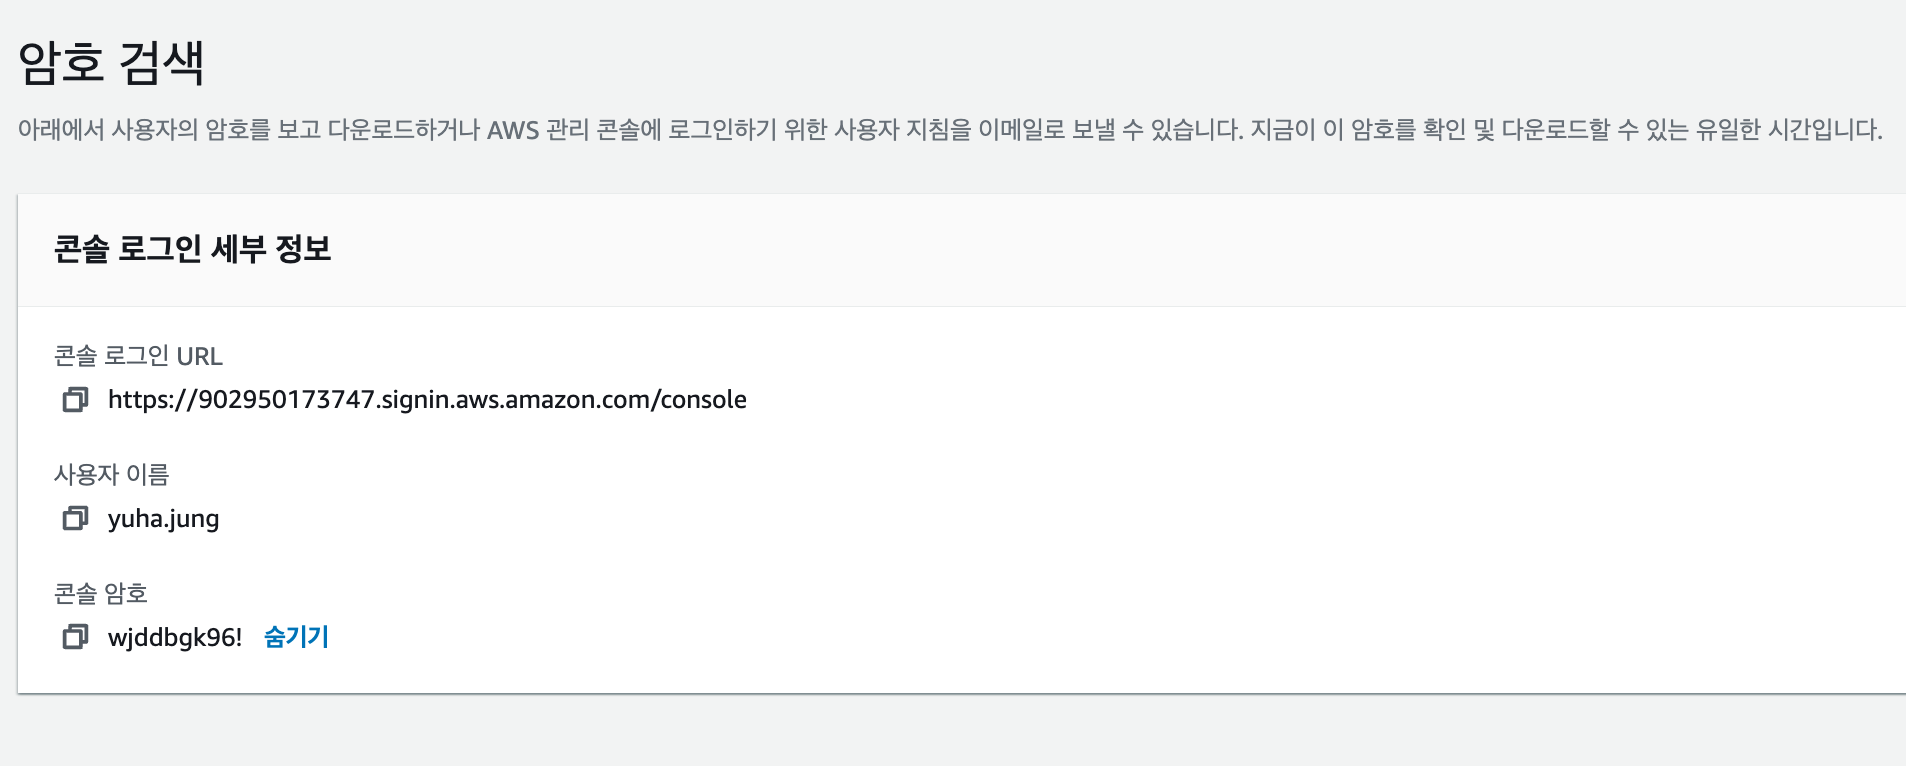 암호 검색
아래에서 사용자의 암호를 보고 다운로드하거나 AWS 관리 콘솔에 로그인하기 위한 사용자 지침을 이메일로 보낼 수 있습니다. 지금이 이 암호를 확인 및 다운로드할 수 있는 유일한 시간입니다.
콘솔 로그인 세부 정보
콘솔 로그인 URL
https://902950173747.signin.aws.amazon.com/console
사용자 이름
yuha.jung
콘솔 암호
wjddbgk96! 숨기기